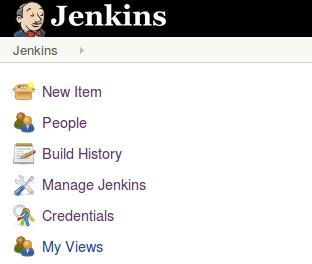 Jenkins
Jenkins
New Item
People
Build History
Manage Jenkins
Credentials
My Views